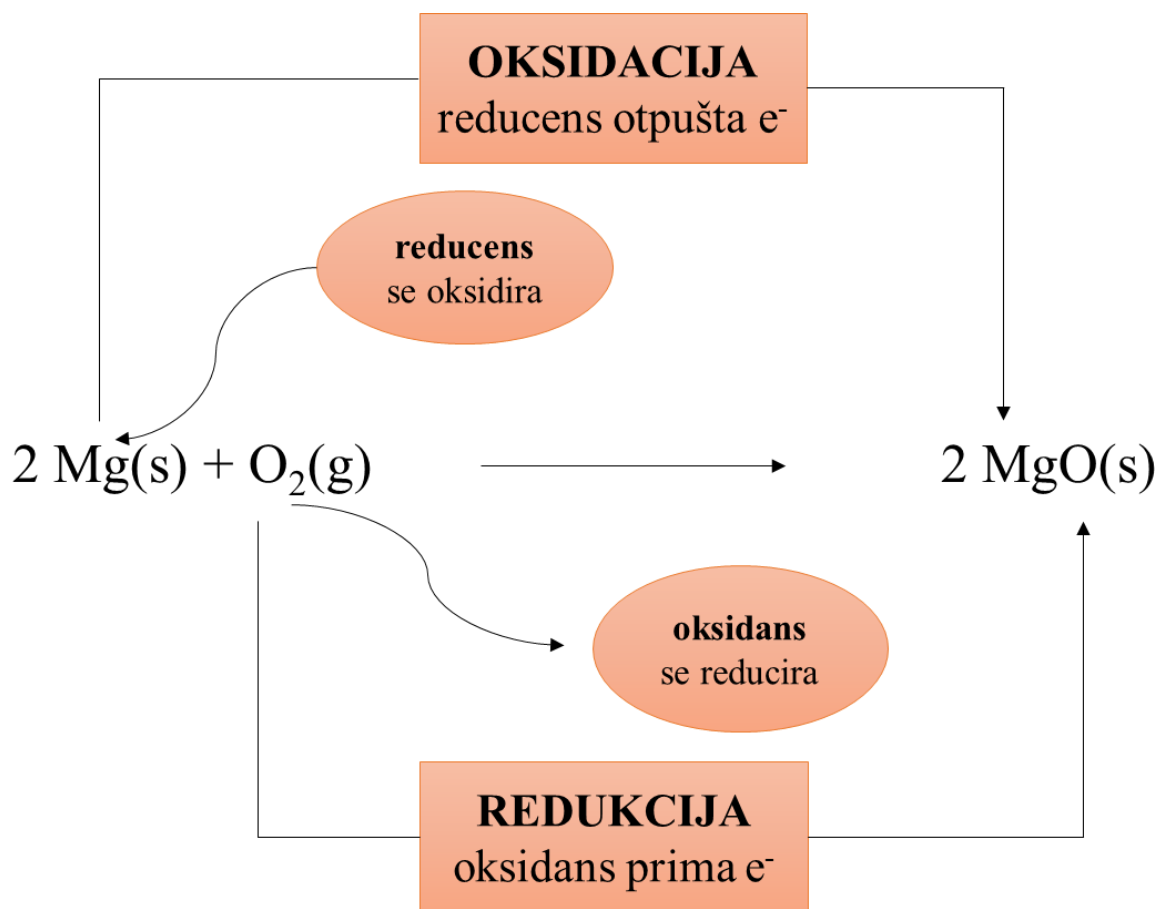 OKSIDACIJA
reducens otpušta e⁻
reducens
se oksidira
2 Mg(s) + O₂(g) 2 MgO(s)
oksidans
se reducira
REDUKCIJA
oksidans prima e⁻